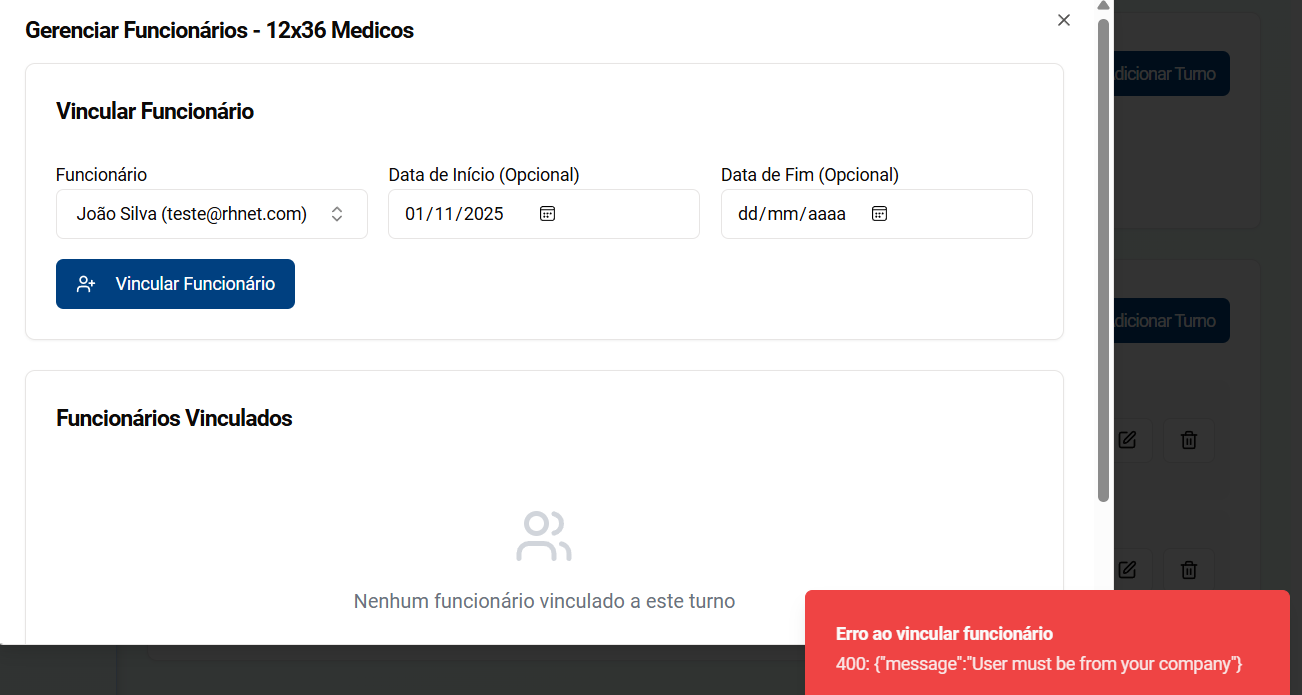 Gerenciar Funcionários - 12x36 Medicos
Adicionar Turno
Vincular Funcionário
Funcionário
Data de Início (Opcional)
Data de Fim (Opcional)
João Silva (teste@rhnet.com)
01/11/2025
dd/mm/aaaa
Vincular Funcionário
dicionar Turno
Funcionários Vinculados
Nenhum funcionário vinculado a este turno
Erro ao vincular funcionário
400: {"message":"User must be from your company"}